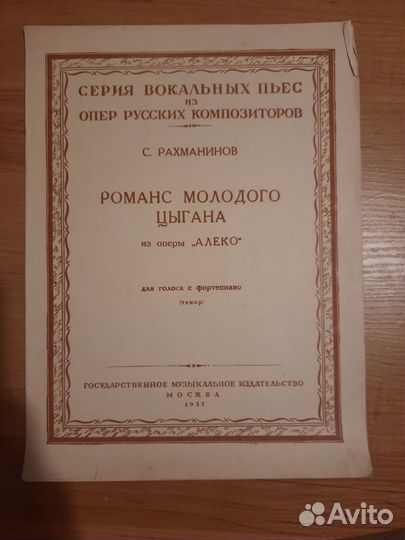 СЕРИЯ ВОКАЛЬНЫХ ПЬЕС
ИЗ
ОПЕР РУССКИХ КОМПОЗИТОРОВ
С. РАХМАНИНОВ
РОМАНС МОЛОДОГО
ЦЫГАНА
из оперы „АЛЕКО"
для голоса с фортепиано
(тенор)
ГОСУДАРСТВЕННОЕ МУЗЫКАЛЬНОЕ ИЗДАТЕЛЬСТВО
МОСКВА
1937
Avito